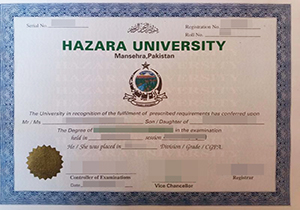 Serial No.
Registration No.
Roll No.
HAZARA UNIVERSITY
Mansehra,Pakistan
The University in recognition of the fulfilment of prescribed requirements has conferred upon
Mr / Ms Son / Daughter of
The Degree of in the examination
held in session
He / She was placed in Division / Grade / CGPA.
Controller of Examinations
Date
Vice Chancellor